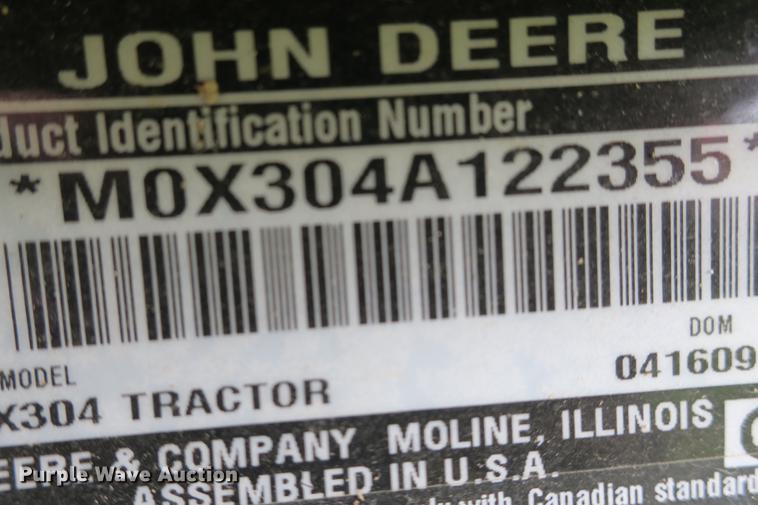 JOHN DEERE
duct Identification Number
*M0X304A122355*
DOM
MODEL
041609
X304 TRACTOR
EERE & COMPANY MOLINE, ILLINOIS
ASSEMBLED IN U.S.A.
with Canadian standard
Purple Wave Auction